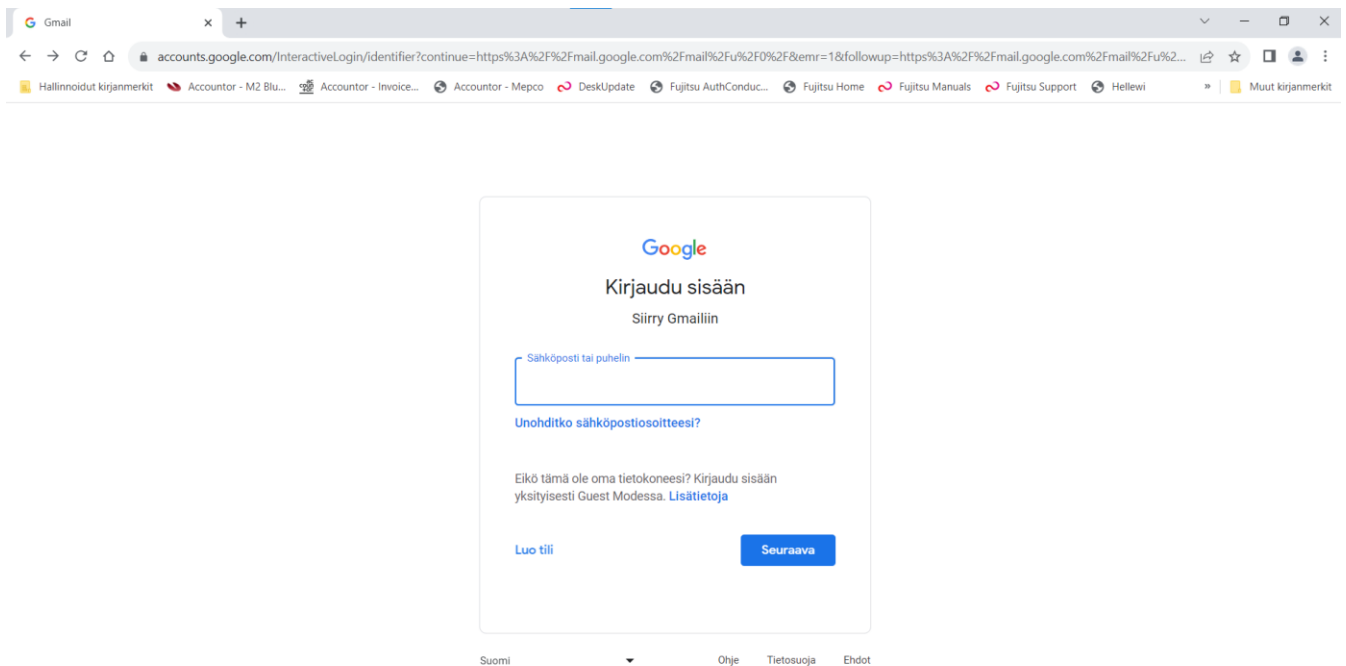 Gmail
accounts.google.com/InteractiveLogin/identifier?continue=https%3A%2F%2Fmail.google.com%2Fmail%2Fu%2F0%2F&emr=1&followup=https%3A%2F%2Fmail.google.com%2Fmail%2Fu%2...
Hallinnoidut kirjanmerkit Accountor - M2 Blu... Accountor - Invoice... Accountor - Mepco DeskUpdate Fujitsu AuthConduc... Fujitsu Home Fujitsu Manuals Fujitsu Support Hellewi » Muut kirjanmerkit
Google
Kirjaudu sisään
Siirry Gmailiin
Sähköposti tai puhelin
Unohditko sähköpostiosoitteesi?
Eikö tämä ole oma tietokoneesi? Kirjaudu sisään
yksityisesti Guest Modessa. Lisätietoja
Luo tili Seuraava
Suomi Ohje Tietosuoja Ehdot